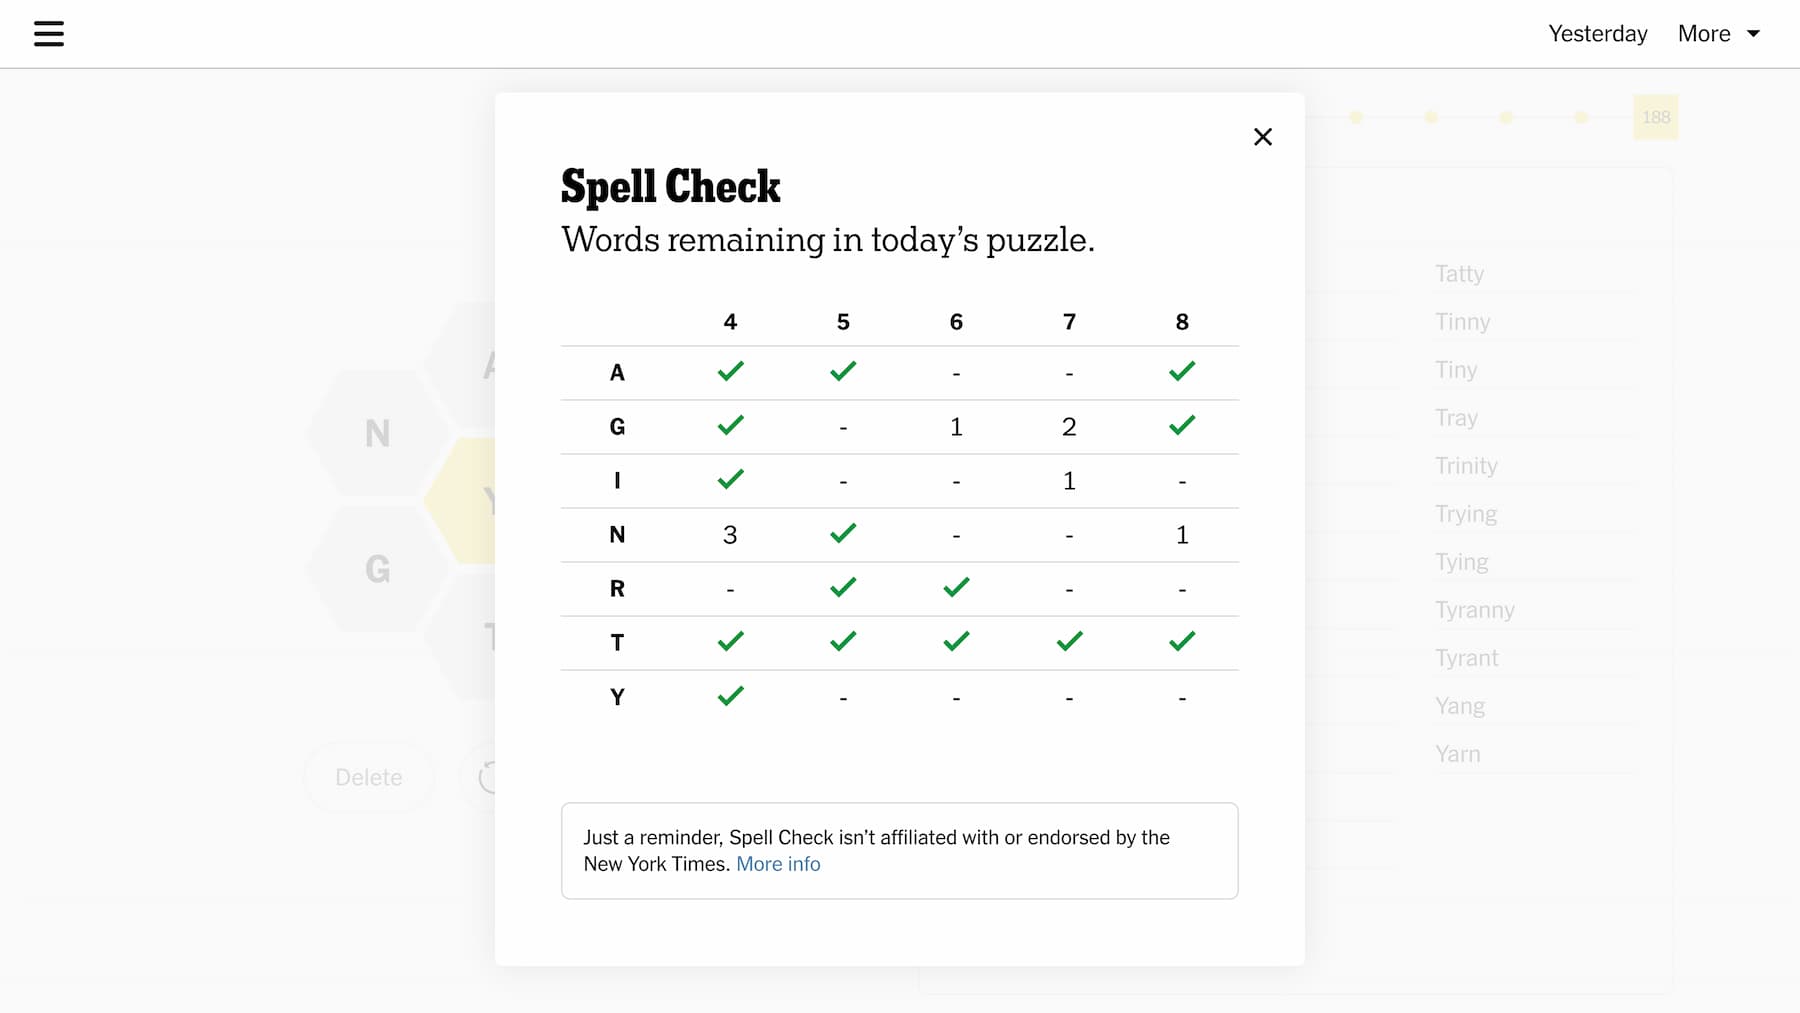 Yesterday More
188
Spell Check
Words remaining in today’s puzzle.
4 5 6 7 8
A - -
G - 1 2
I - - 1 -
N 3 - - 1
R - - -
T
Y - - - -
Just a reminder, Spell Check isn’t affiliated with or endorsed by the
New York Times. More info
A
N
Y
G
T
Delete
Tatty
Tinny
Tiny
Tray
Trinity
Trying
Tying
Tyranny
Tyrant
Yang
Yarn